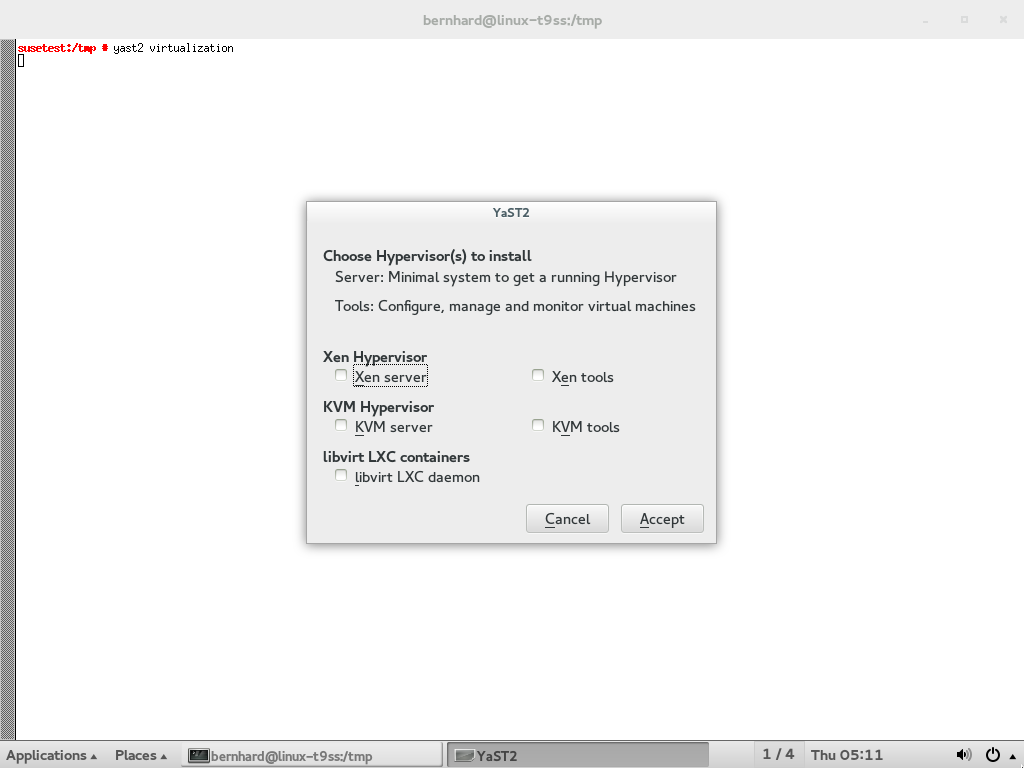 bernhard@linux-t9ss:/tmp
susetest:/tmp # yast2 virtualization
YaST2
Choose Hypervisor(s) to install
Server: Minimal system to get a running Hypervisor
Tools: Configure, manage and monitor virtual machines
Xen Hypervisor
Xen server Xen tools
KVM Hypervisor
KVM server KVM tools
libvirt LXC containers
libvirt LXC daemon
Cancel Accept
Applications Places bernhard@linux-t9ss:/tmp YaST2 1 / 4 Thu 05:11